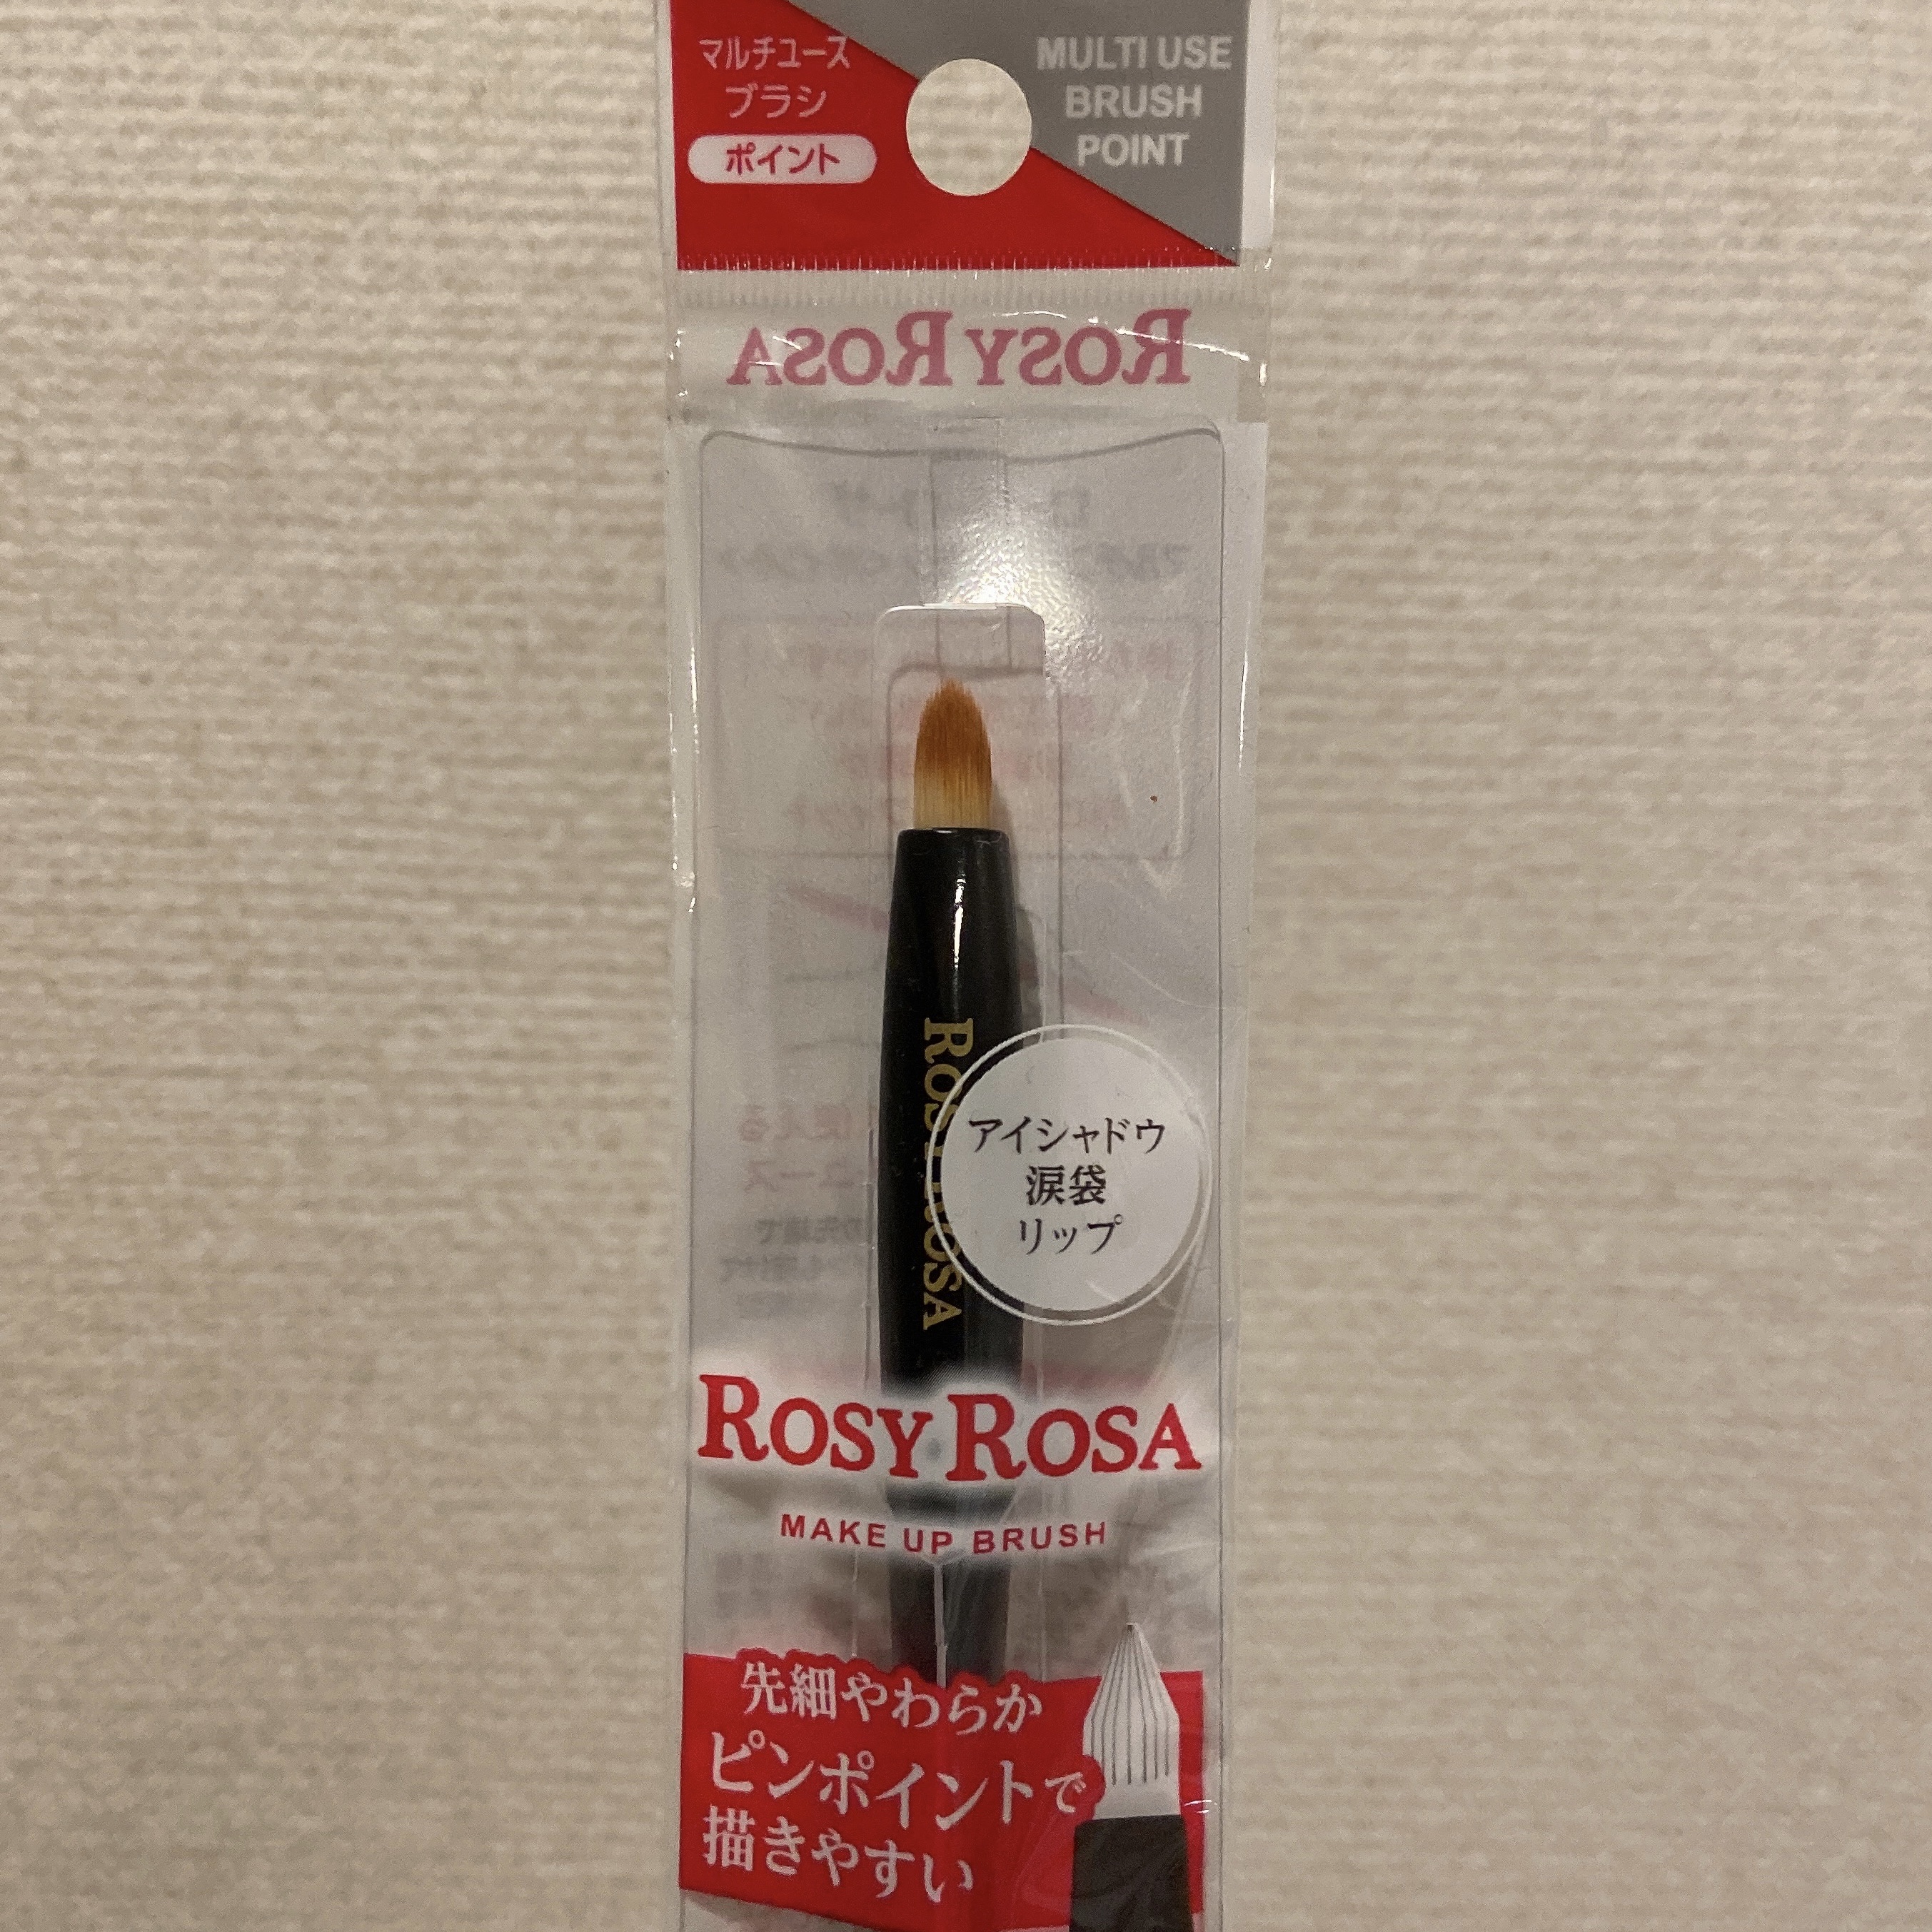 マルチユース
ブラシ
ポイント
MULTI USE
BRUSH
POINT
ROSY ROSA
ROSY ROSA
アイシャドウ
涙袋
リップ
ROSY ROSA
MAKE UP BRUSH
先細やわらか
ピンポイントで
描きやすい